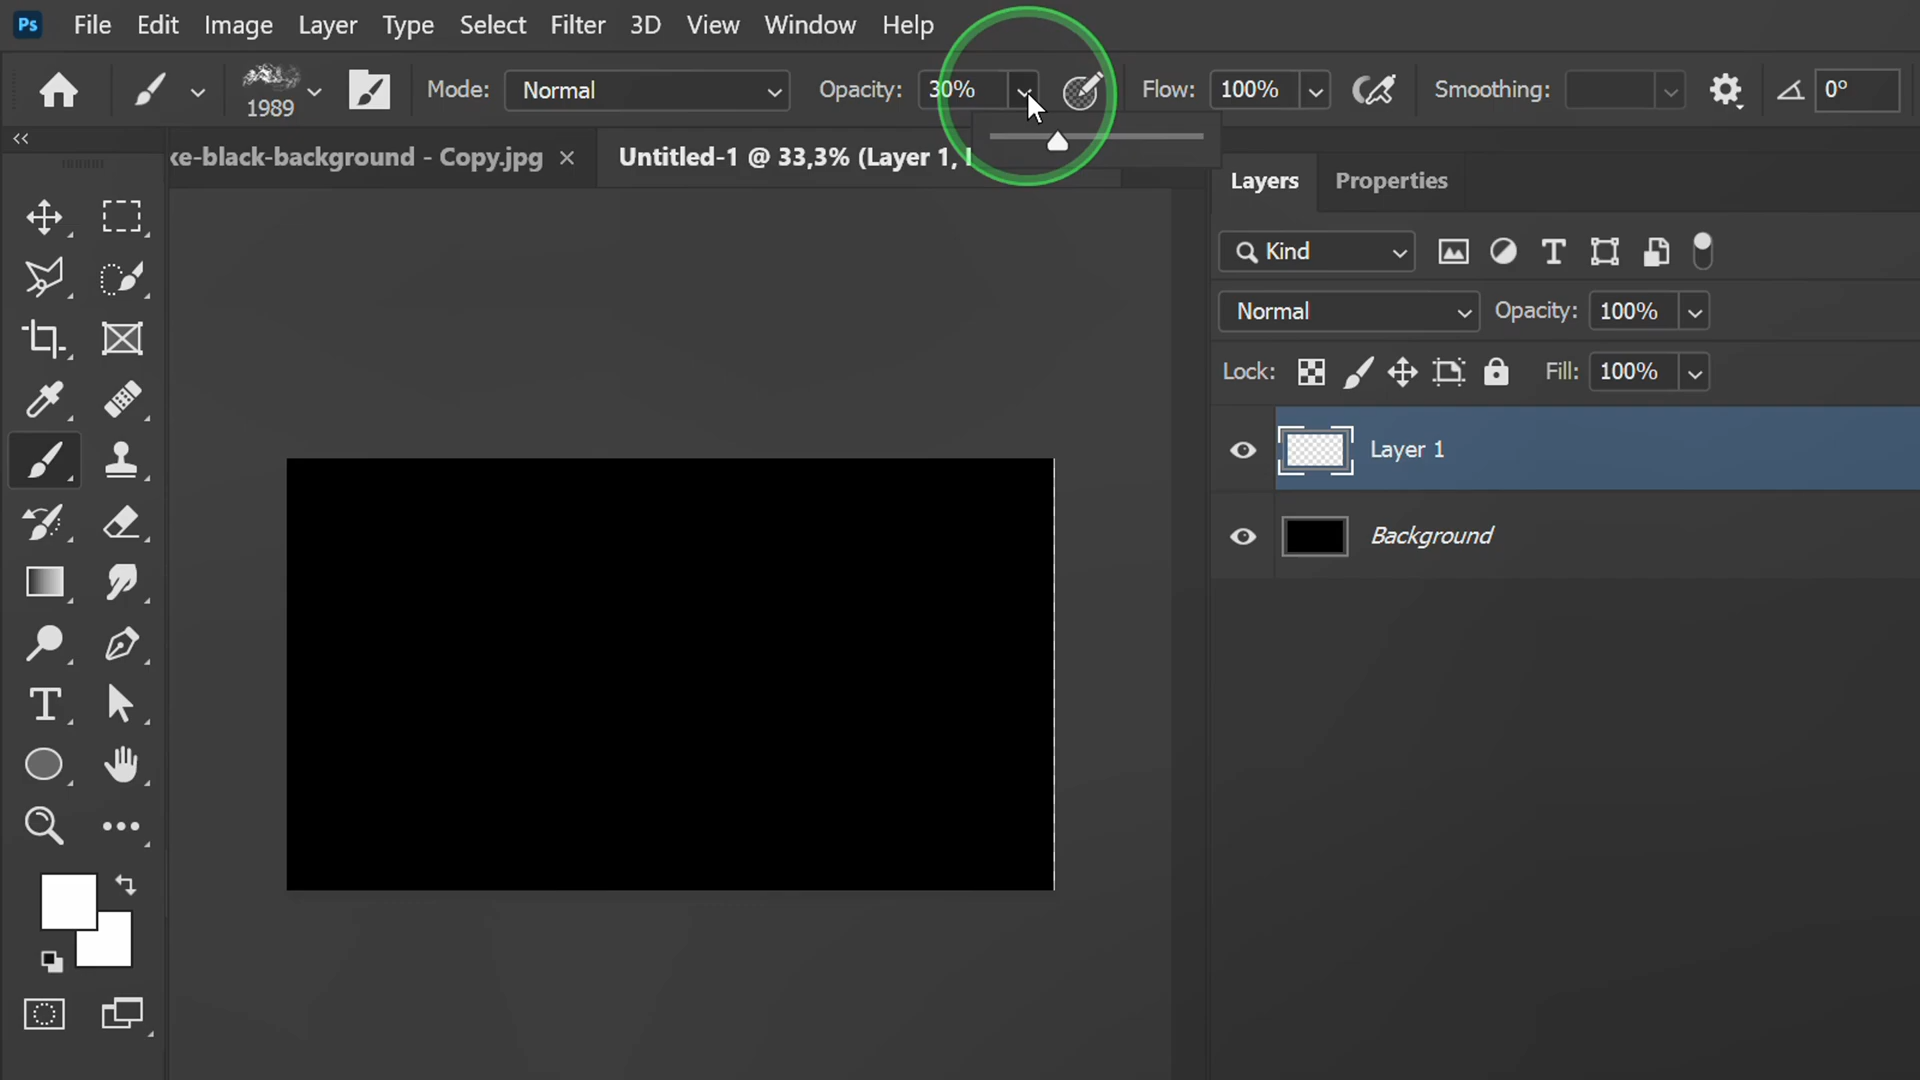 Ps File Edit Image Layer Type Select Filter 3D View Window Help
1989 Mode: Normal Opacity: 30% Flow: 100% Smoothing: 0°
ke-black-background - Copy.jpg × Untitled-1 @ 33,3% (Layer 1,
Layers Properties
Kind
Normal Opacity: 100%
Lock: Fill: 100%
Layer 1
Background